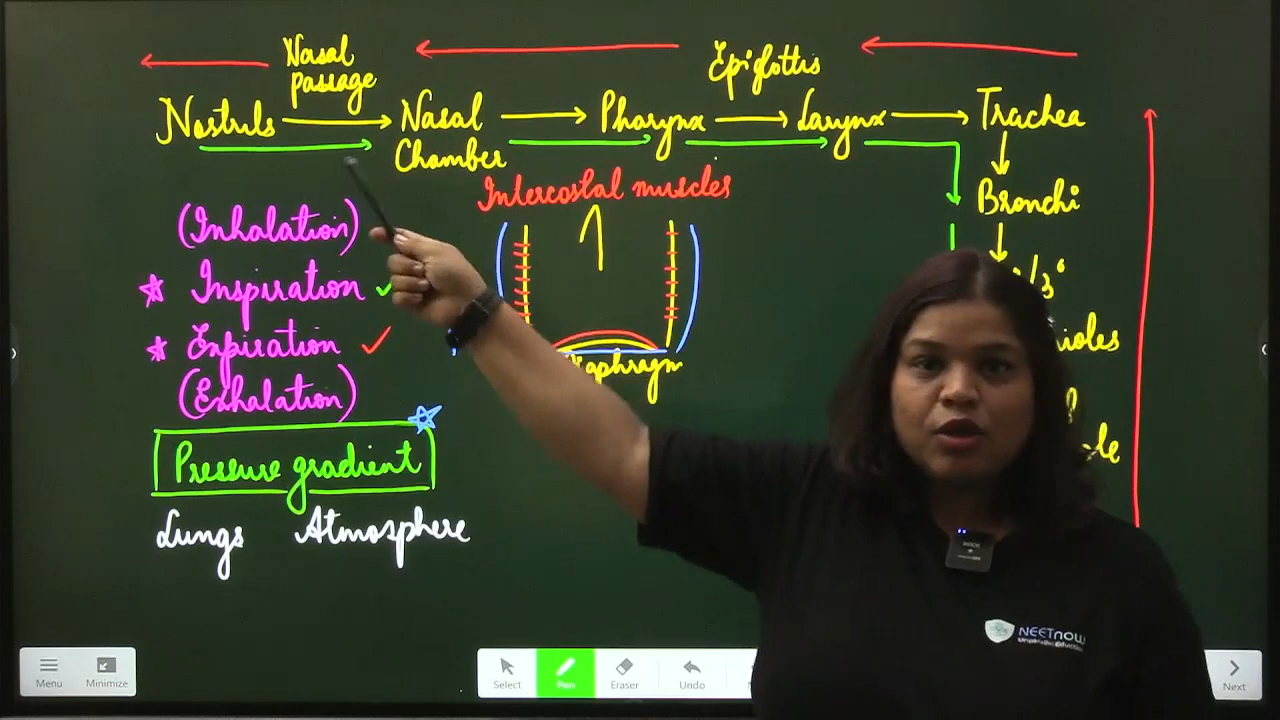 Nasal passage
Epiglottis
Nostrils
Nasal Chamber
Pharynx
Larynx
Trachea
Bronchi
Intercostal muscles
(Inhalation)
Inspiration
Expiration
(Exhalation)
Pressure gradient
Lungs Atmosphere
NEETNOW
Menu
Minimize
Select
Pen
Eraser
Undo
Next